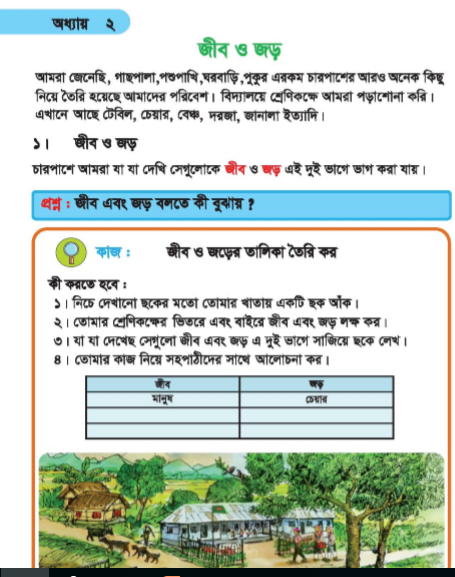 অধ্যায় ২
জীব ও জড়
আমরা জেনেছি, গাছপালা,পশুপাখি,ঘরবাড়ি,পুকুর এরকম চারপাশের আরও অনেক কিছু
নিয়ে তৈরি হয়েছে আমাদের পরিবেশ। বিদ্যালয়ে শ্রেণিকক্ষে আমরা পড়াশোনা করি।
এখানে আছে টেবিল, চেয়ার, বেঞ্চ, দরজা, জানালা ইত্যাদি।
১। জীব ও জড়
চারপাশে আমরা যা যা দেখি সেগুলোকে জীব ও জড় এই দুই ভাগে ভাগ করা যায়।
প্রশ্ন : জীব এবং জড় বলতে কী বুঝায় ?
কাজ : জীব ও জড়ের তালিকা তৈরি কর
কী করতে হবে :
১। নিচে দেখানো ছকের মতো তোমার খাতায় একটি ছক আঁক।
২। তোমার শ্রেণিকক্ষের ভিতরে এবং বাইরে জীব এবং জড় লক্ষ কর।
৩। যা যা দেখেছ সেগুলো জীব এবং জড় এ দুই ভাগে সাজিয়ে ছকে লেখ।
৪। তোমার কাজ নিয়ে সহপাঠীদের সাথে আলোচনা কর।
জীব জড়
মানুষ চেয়ার